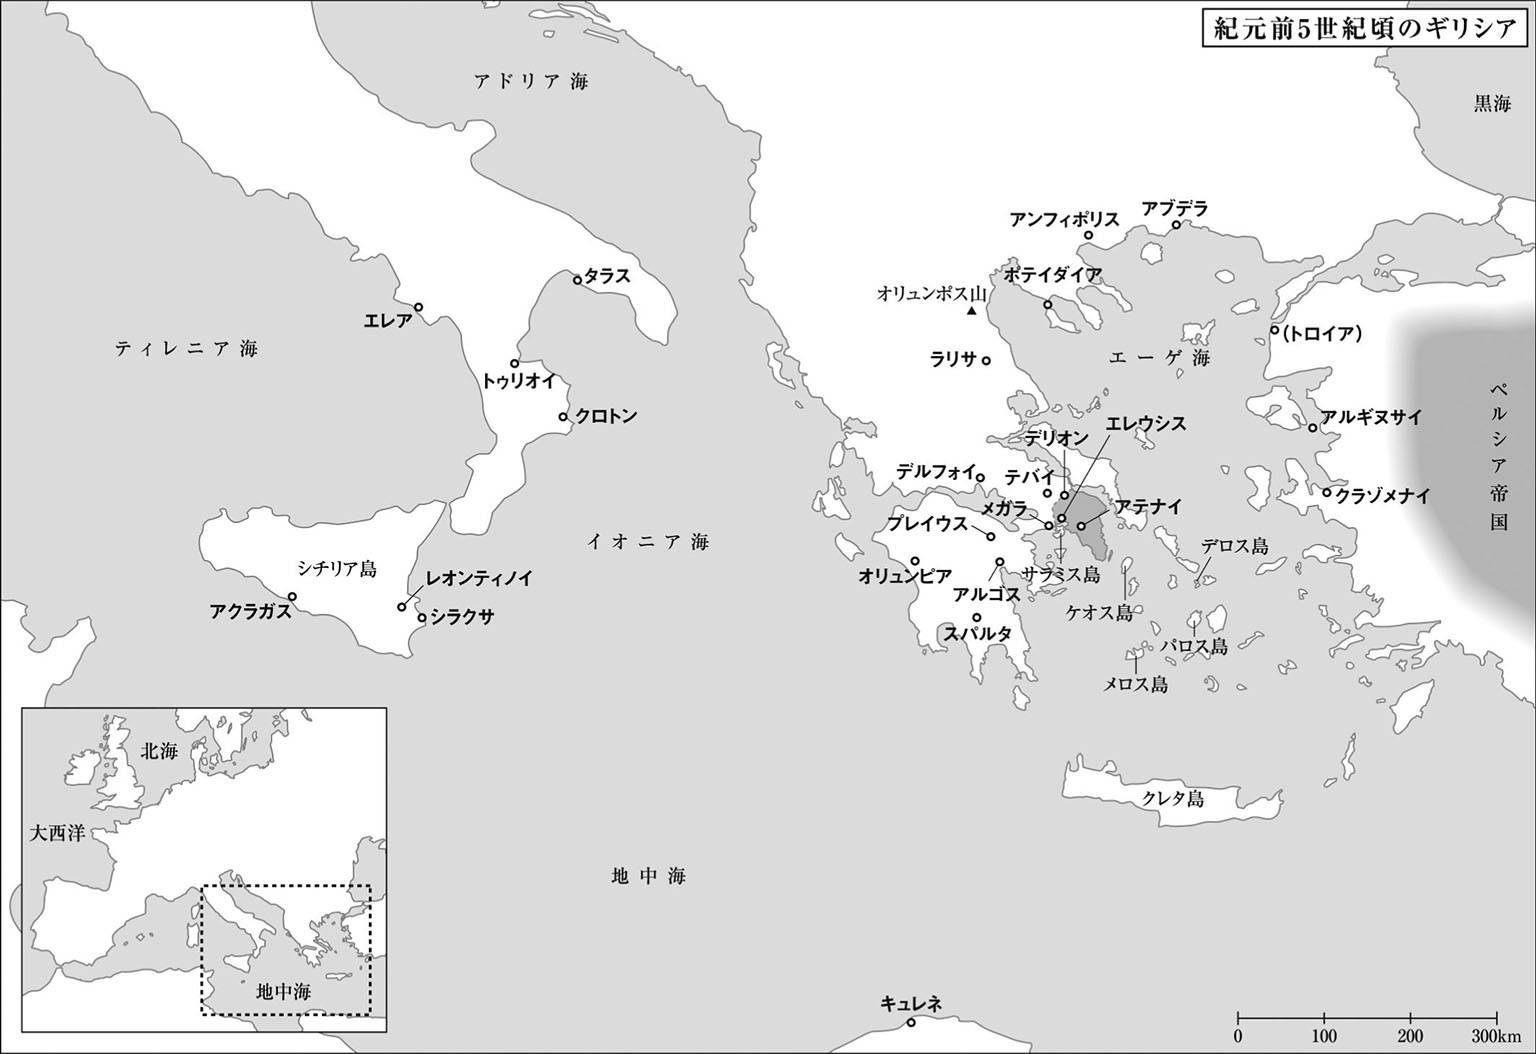 紀元前5世紀頃のギリシア
アドリア海
黒海
アブデラ
アンフィポリス
タラス
ポテイダイア
オリュンポス山
エレア
(トロイア)
ティレニア海
ラリサ
エーゲ海
トゥリオイ
ペルシア帝国
クロトン
アルギヌサイ
エレウシス
デリオン
デルフォイ
テバイ
クラゾメナイ
メガラ
アテナイ
プレイウス
イオニア海
デロス島
シチリア島
レオンティノイ
オリュンピア
サラミス島
アルゴス
アクラガス
シラクサ
ケオス島
スパルタ
パロス島
メロス島
北海
クレタ島
大西洋
地中海
地中海
キュレネ
0 100 200 300km